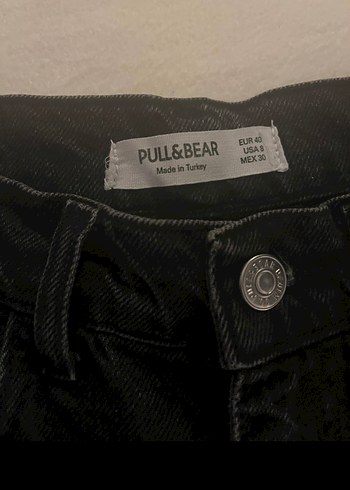 PULL&BEAR
Made in Turkey
EUR 40
USA 8
MEX 30